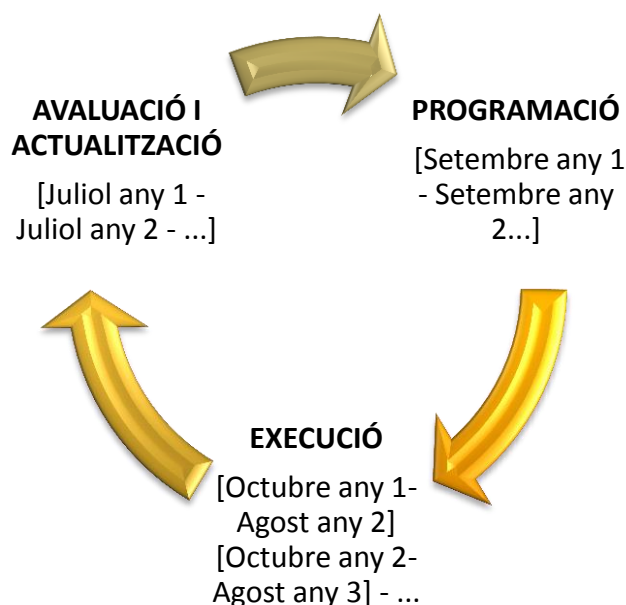 AVALUACIÓ I
ACTUALITZACIÓ
[Juliol any 1 -
Juliol any 2 - ...]
PROGRAMACIÓ
[Setembre any 1
- Setembre any
2...]
EXECUCIÓ
[Octubre any 1-
Agost any 2]
[Octubre any 2-
Agost any 3] - ...